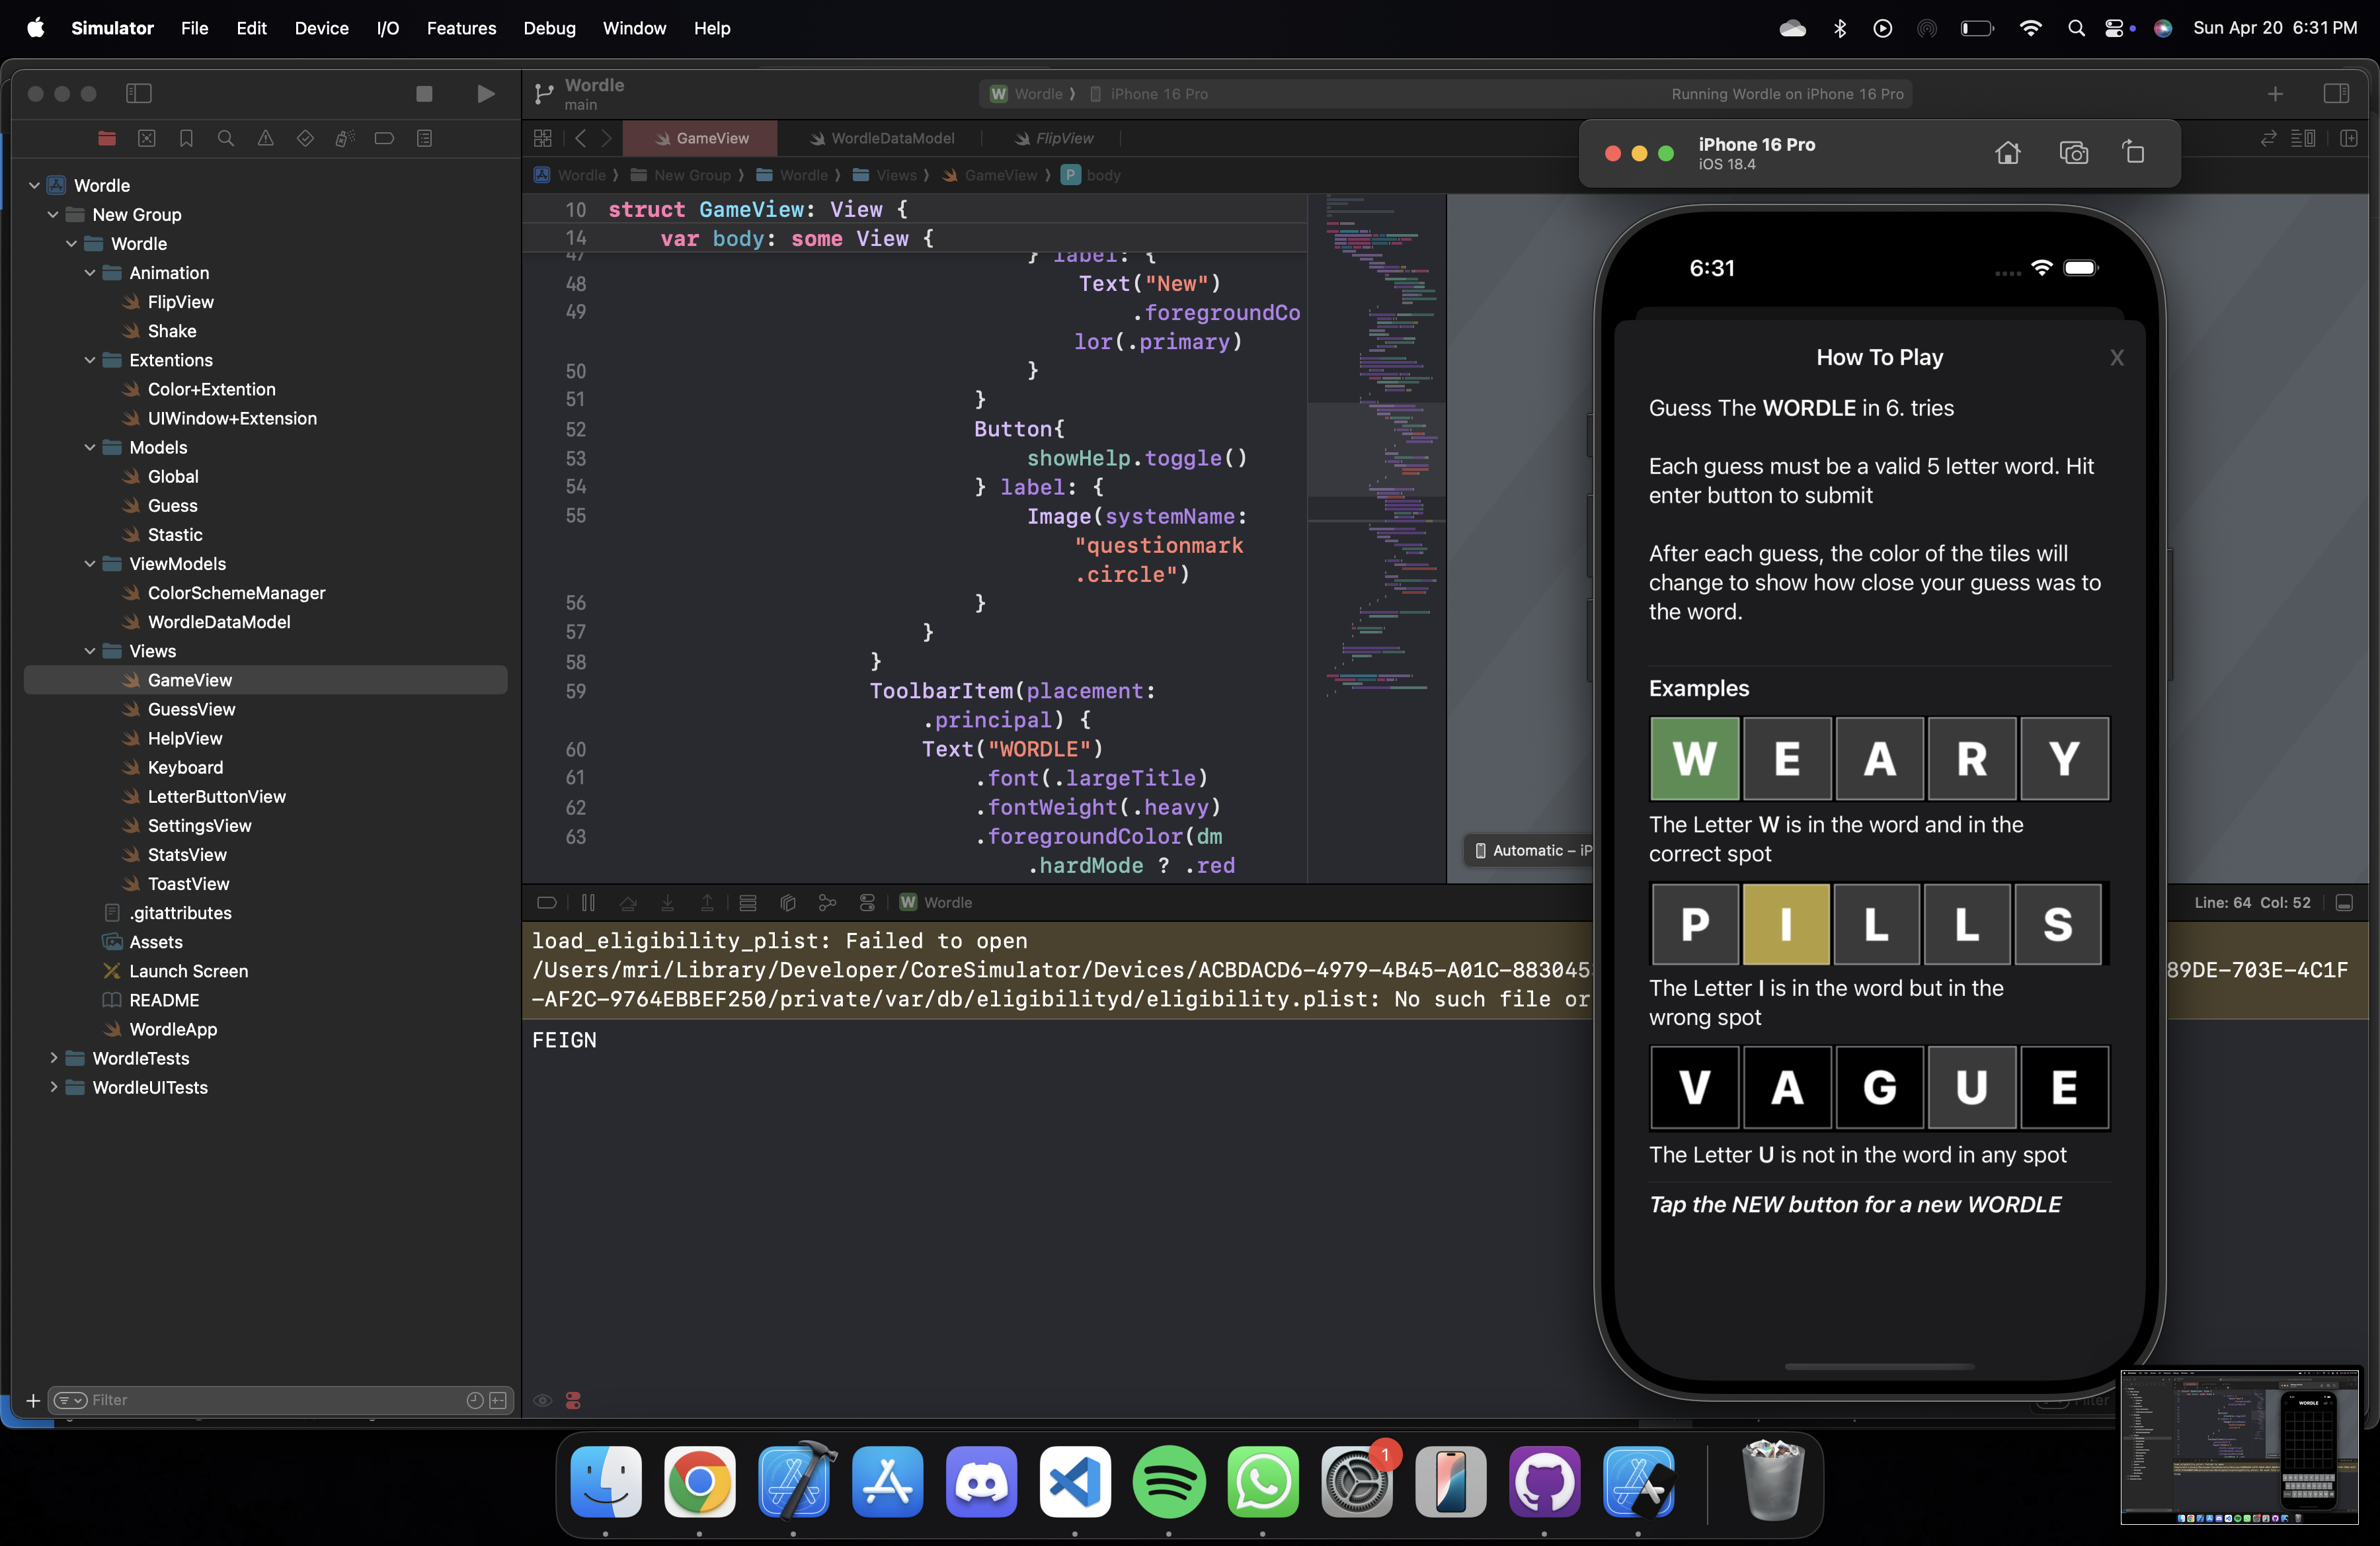 Simulator File Edit Device I/O Features Debug Window Help
Sun Apr 20 6:31 PM
Wordle
main
W Wordle iPhone 16 Pro
Running Wordle on iPhone 16 Pro
GameView WordleDataModel FlipView
Wordle New Group Wordle Views GameView P body
Wordle
New Group
Wordle
Animation
FlipView
Shake
Extentions
Color+Extention
UIWindow+Extension
Models
Global
Guess
Stastic
ViewModels
ColorSchemeManager
WordleDataModel
Views
GameView
GuessView
HelpView
Keyboard
LetterButtonView
SettingsView
StatsView
ToastView
.gitattributes
Assets
Launch Screen
README
WordleApp
WordleTests
WordleUITests
Filter
10 struct GameView: View {
14 var body: some View {
47 } label: {
48 Text("New")
49 .foregroundCo
lor(.primary)
50 }
51 }
52 Button{
53 showHelp.toggle()
54 } label: {
55 Image(systemName:
"questionmark
.circle")
56 }
57 }
58 }
59 ToolbarItem(placement:
.principal) {
60 Text("WORDLE")
61 .font(.largeTitle)
62 .fontWeight(.heavy)
63 .foregroundColor(dm
.hardMode ? .red
Automatic – iP
W Wordle
Line: 64 Col: 52
load_eligibility_plist: Failed to open
/Users/mri/Library/Developer/CoreSimulator/Devices/ACBDACD6-4979-4B45-A01C-883045 89DE-703E-4C1F
-AF2C-9764EBBEF250/private/var/db/eligibilityd/eligibility.plist: No such file or
FEIGN
Filter
iPhone 16 Pro
iOS 18.4
6:31
How To Play X
Guess The WORDLE in 6. tries
Each guess must be a valid 5 letter word. Hit
enter button to submit
After each guess, the color of the tiles will
change to show how close your guess was to
the word.
Examples
W E A R Y
The Letter W is in the word and in the
correct spot
P I L L S
The Letter I is in the word but in the
wrong spot
V A G U E
The Letter U is not in the word in any spot
Tap the NEW button for a new WORDLE
1
WORDLE